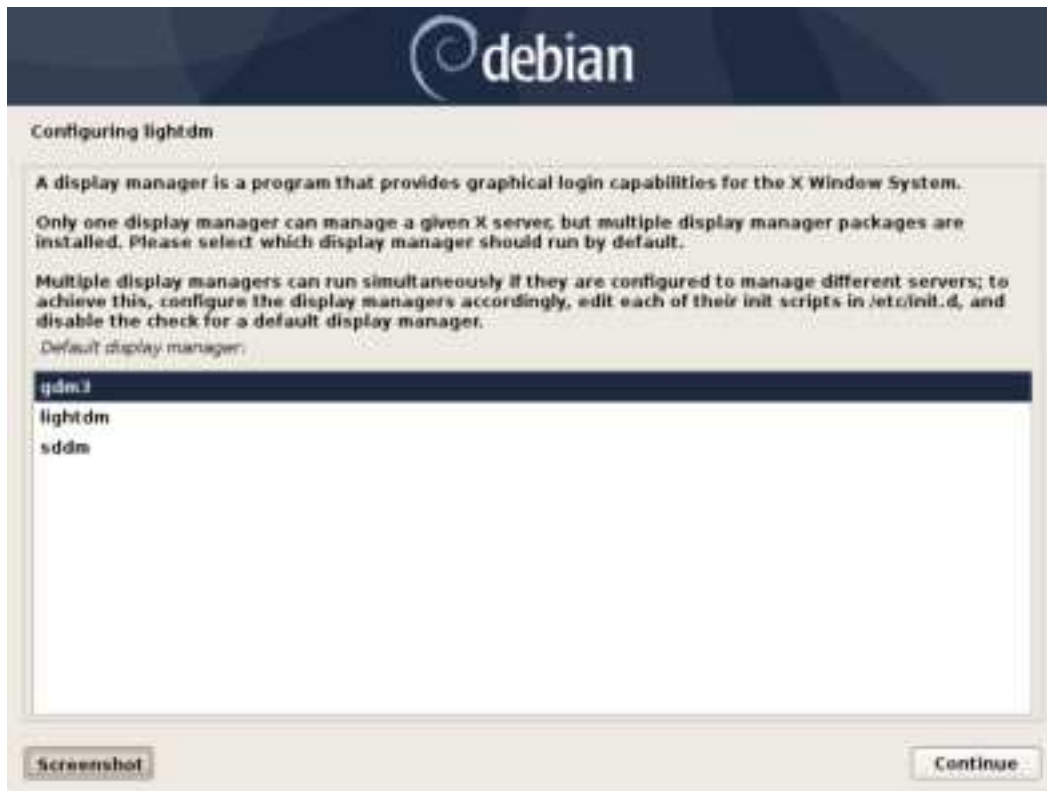 debian
Configuring lightdm
A display manager is a program that provides graphical login capabilities for the X Window System.
Only one display manager can manage a given X server, but multiple display manager packages are
installed. Please select which display manager should run by default.
Multiple display managers can run simultaneously if they are configured to manage different servers; to
achieve this, configure the display managers accordingly, edit each of their init scripts in /etc/init.d, and
disable the check for a default display manager.
Default display manager:
gdm3
lightdm
sddm
Screenshot
Continue